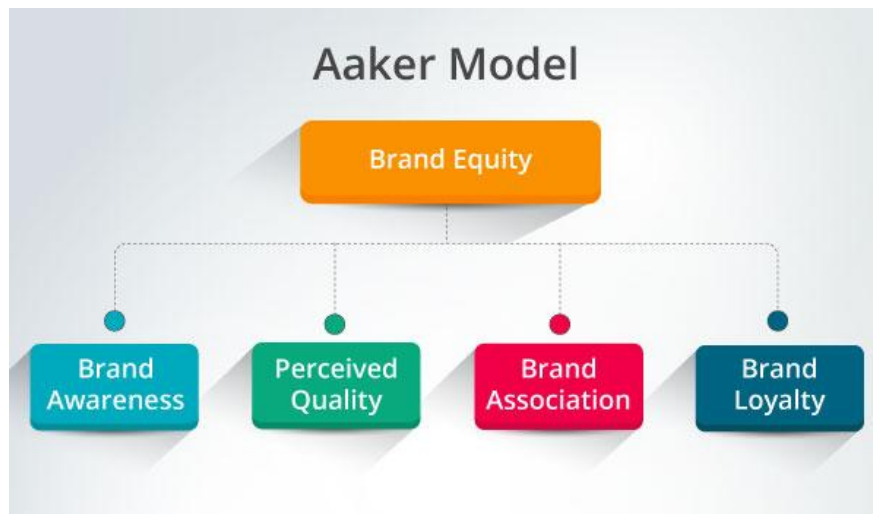 Aaker Model
Brand Equity
Brand
Awareness
Perceived
Quality
Brand
Association
Brand
Loyalty